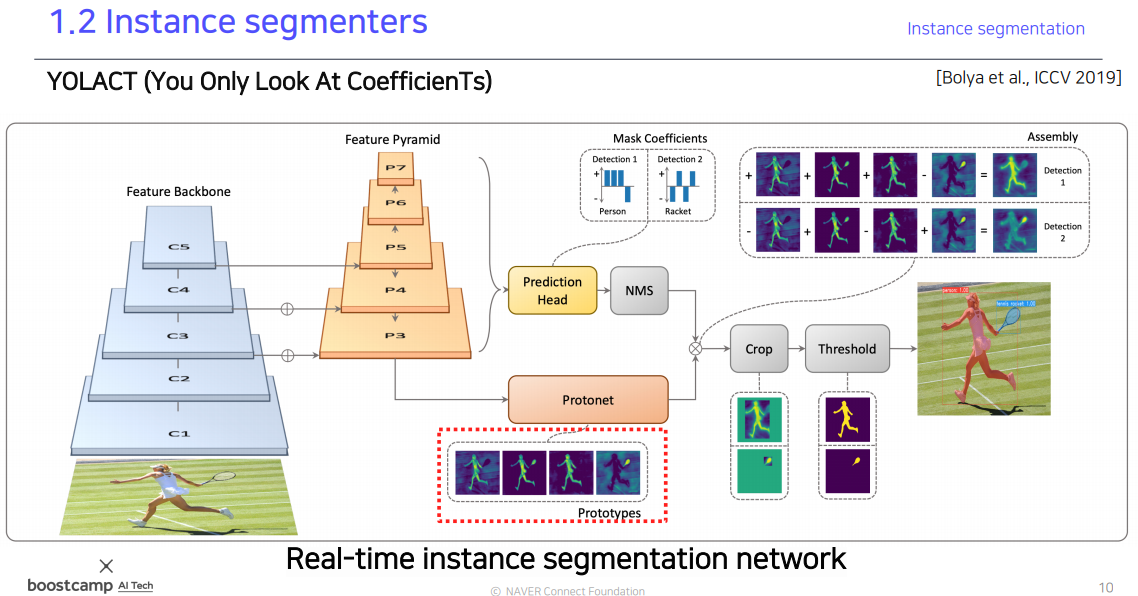 1.2 Instance segmenters
Instance segmentation
YOLACT (You Only Look At CoefficienTs)
[Bolya et al., ICCV 2019]
Feature Backbone
C5
C4
C3
C2
C1
Feature Pyramid
P7
P6
P5
P4
P3
Mask Coefficients
Detection 1
+
-
Person
Detection 2
+
-
Racket
Prediction
Head
NMS
Protonet
Prototypes
Assembly
+ + + - = Detection
1
- + - + = Detection
2
Crop
Threshold
person: 1.00
tennis racket: 1.00
Real-time instance segmentation network
boostcamp AI Tech
© NAVER Connect Foundation
10